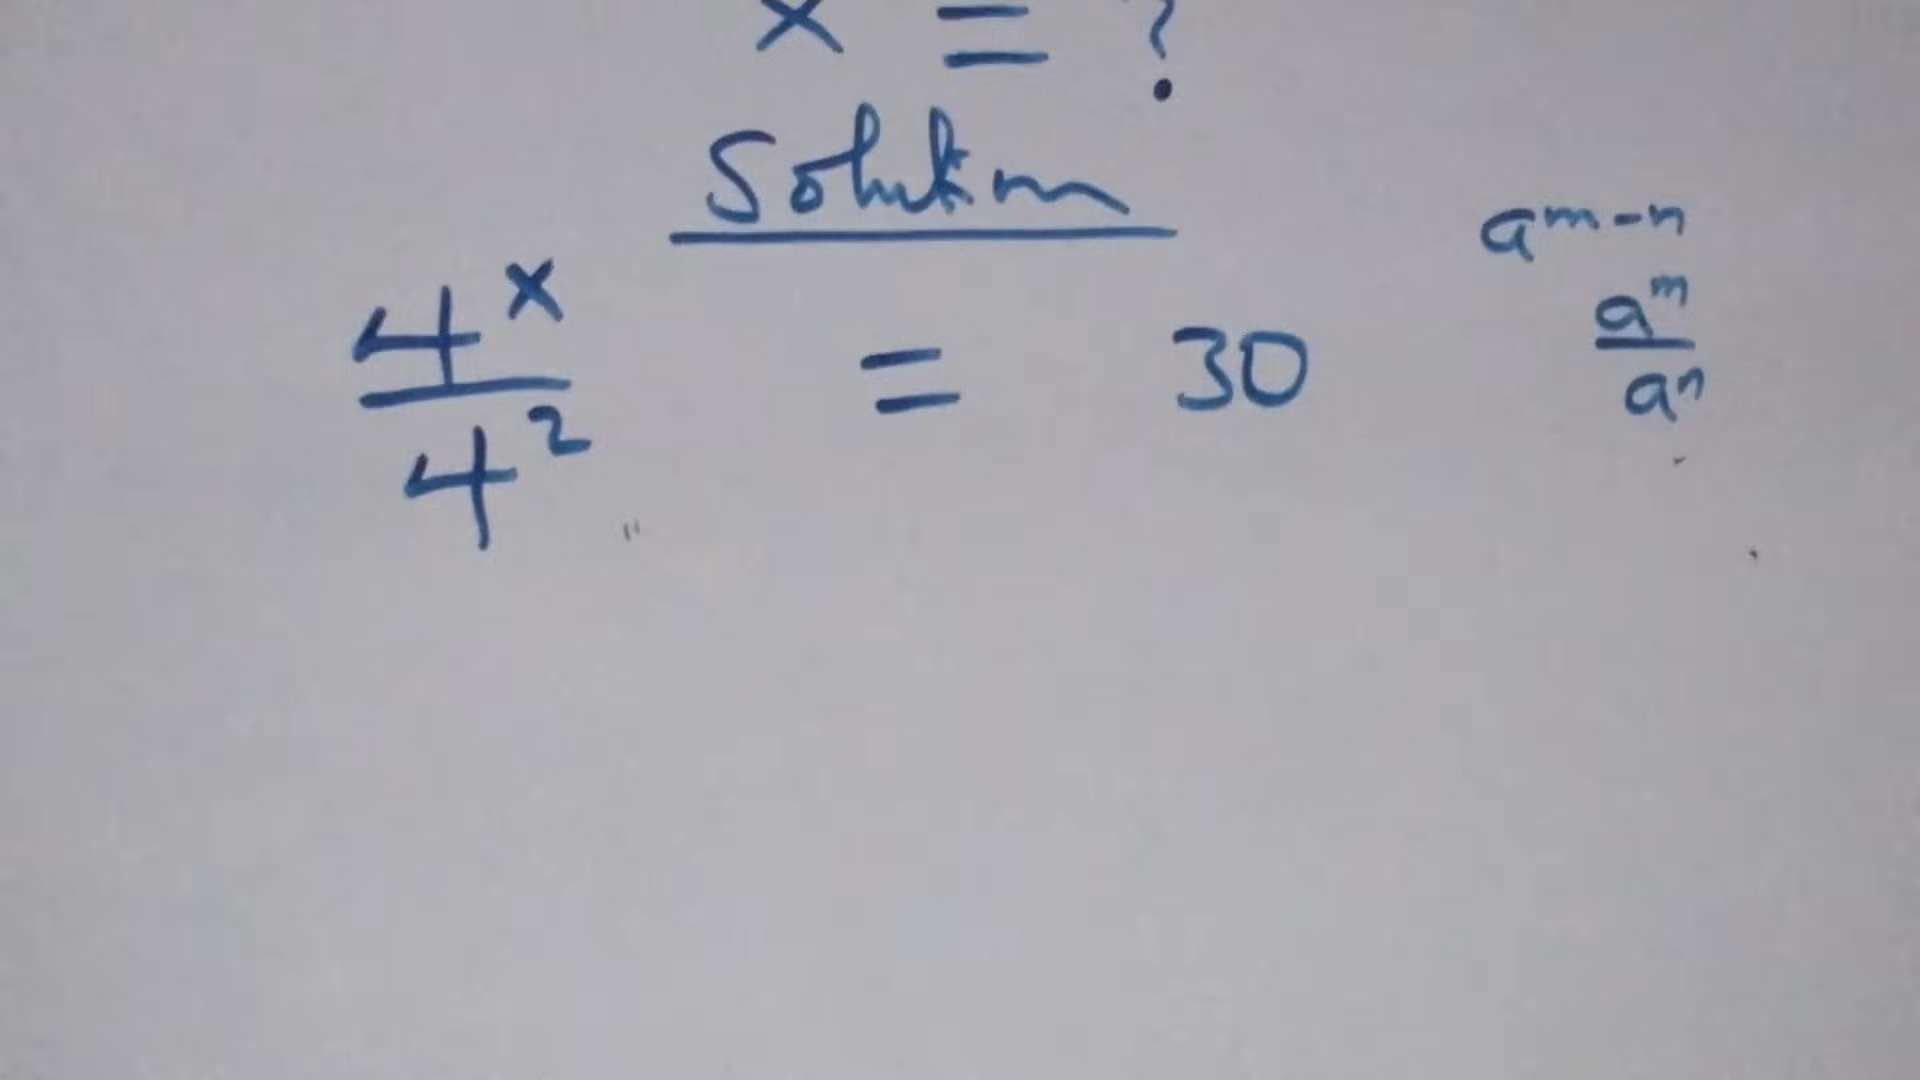 x = ?
Solution
4^x / 4^2 = 30
a^m-n
a^m / a^n